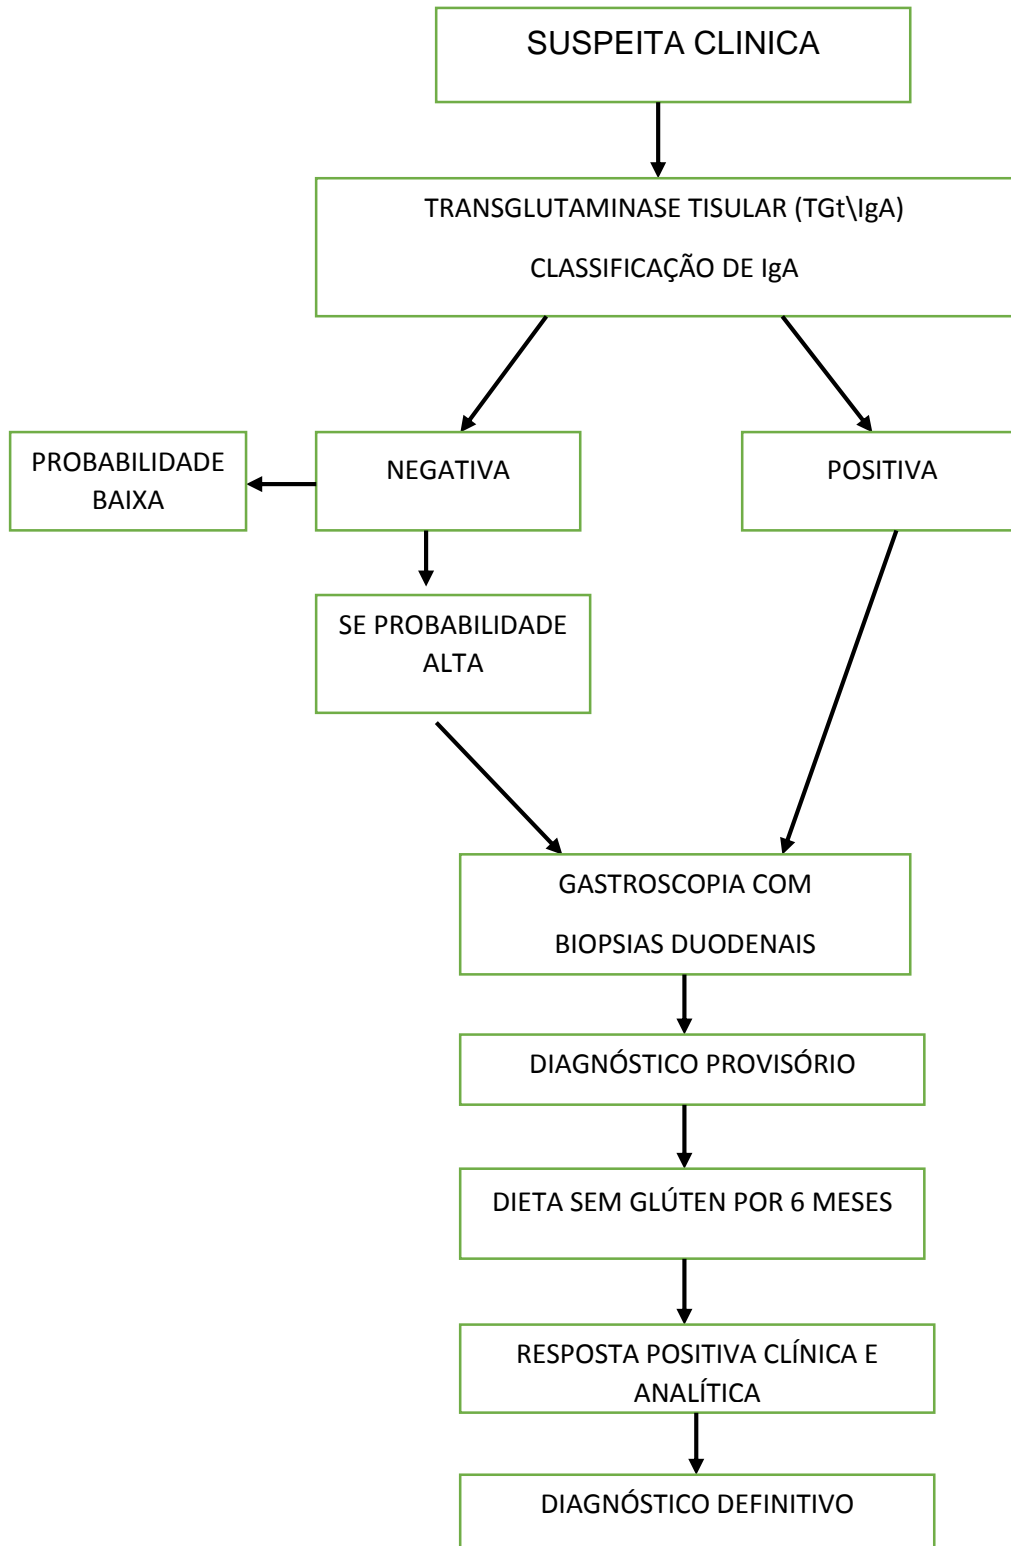 SUSPEITA CLINICA
TRANSGLUTAMINASE TISULAR (TGt\IgA)
CLASSIFICAÇÃO DE IgA
PROBABILIDADE
BAIXA
NEGATIVA
POSITIVA
SE PROBABILIDADE
ALTA
GASTROSCOPIA COM
BIOPSIAS DUODENAIS
DIAGNÓSTICO PROVISÓRIO
DIETA SEM GLÚTEN POR 6 MESES
RESPOSTA POSITIVA CLÍNICA E
ANALÍTICA
DIAGNÓSTICO DEFINITIVO